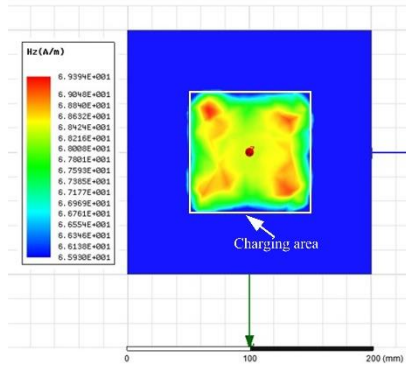 Hz(A/m)
6.9394E+001
6.9048E+001
6.8840E+001
6.8632E+001
6.8424E+001
6.8216E+001
6.8008E+001
6.7801E+001
6.7593E+001
6.7385E+001
6.7177E+001
6.6969E+001
6.6761E+001
6.6554E+001
6.6346E+001
6.6138E+001
6.5930E+001
Charging area
0
100
200 (mm)